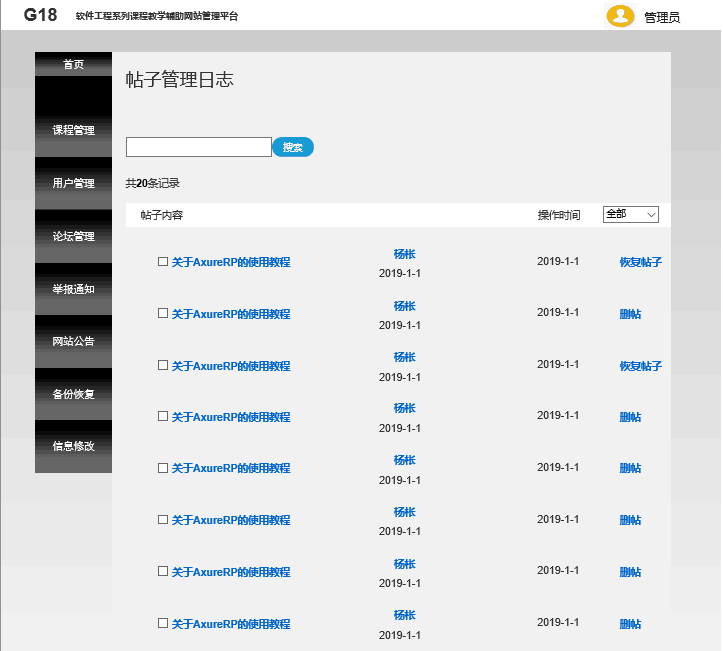 G18 软件工程系列课程教学辅助网站管理平台 管理员
首页
课程管理
用户管理
论坛管理
举报通知
网站公告
备份恢复
信息修改
帖子管理日志
搜索
共20条记录
帖子内容 操作时间 全部
关于AxureRP的使用教程 杨枨 2019-1-1 恢复帖子
2019-1-1
关于AxureRP的使用教程 杨枨 2019-1-1 删帖
2019-1-1
关于AxureRP的使用教程 杨枨 2019-1-1 恢复帖子
2019-1-1
关于AxureRP的使用教程 杨枨 2019-1-1 删帖
2019-1-1
关于AxureRP的使用教程 杨枨 2019-1-1 删帖
2019-1-1
关于AxureRP的使用教程 杨枨 2019-1-1 删帖
2019-1-1
关于AxureRP的使用教程 杨枨 2019-1-1 删帖
2019-1-1
关于AxureRP的使用教程 杨枨 2019-1-1 删帖
2019-1-1